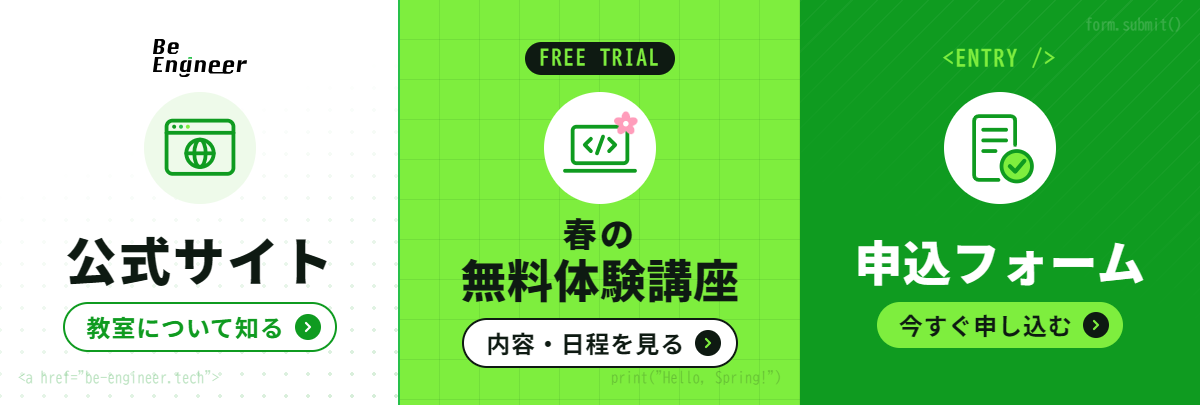 Be
Engneer
公式サイト
教室について知る
<a href="be-engineer.tech">
FREE TRIAL
</>
春の
無料体験講座
内容・日程を見る
print("Hello, Spring!")
form.submit()
<ENTRY />
申込フォーム
今すぐ申し込む